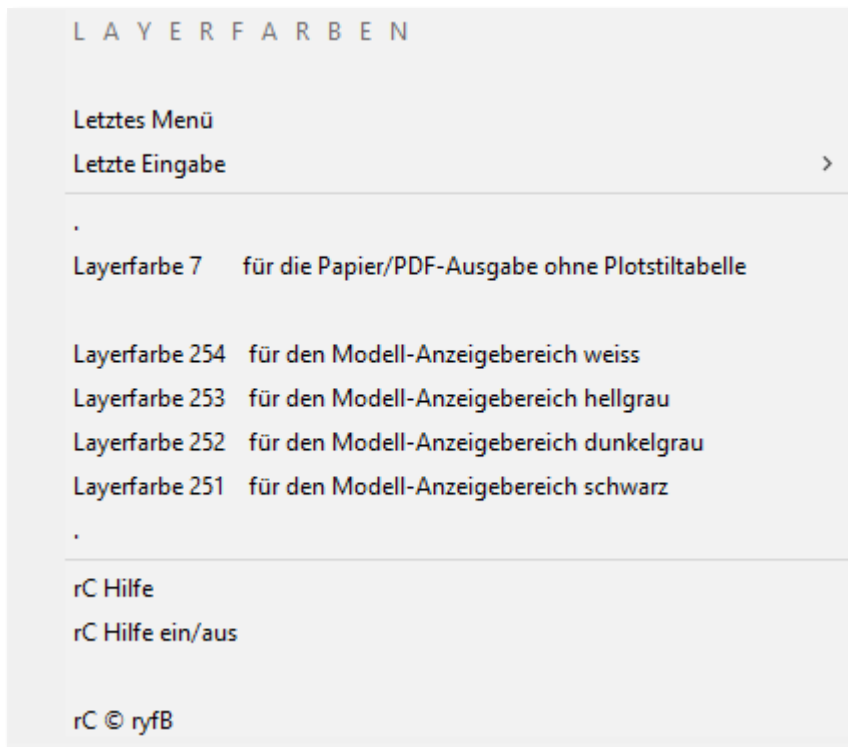 L A Y E R F A R B E N
Letztes Menü
Letzte Eingabe >
.
Layerfarbe 7 für die Papier/PDF-Ausgabe ohne Plotstiltabelle
Layerfarbe 254 für den Modell-Anzeigebereich weiss
Layerfarbe 253 für den Modell-Anzeigebereich hellgrau
Layerfarbe 252 für den Modell-Anzeigebereich dunkelgrau
Layerfarbe 251 für den Modell-Anzeigebereich schwarz
.
rC Hilfe
rC Hilfe ein/aus
rC © ryfB